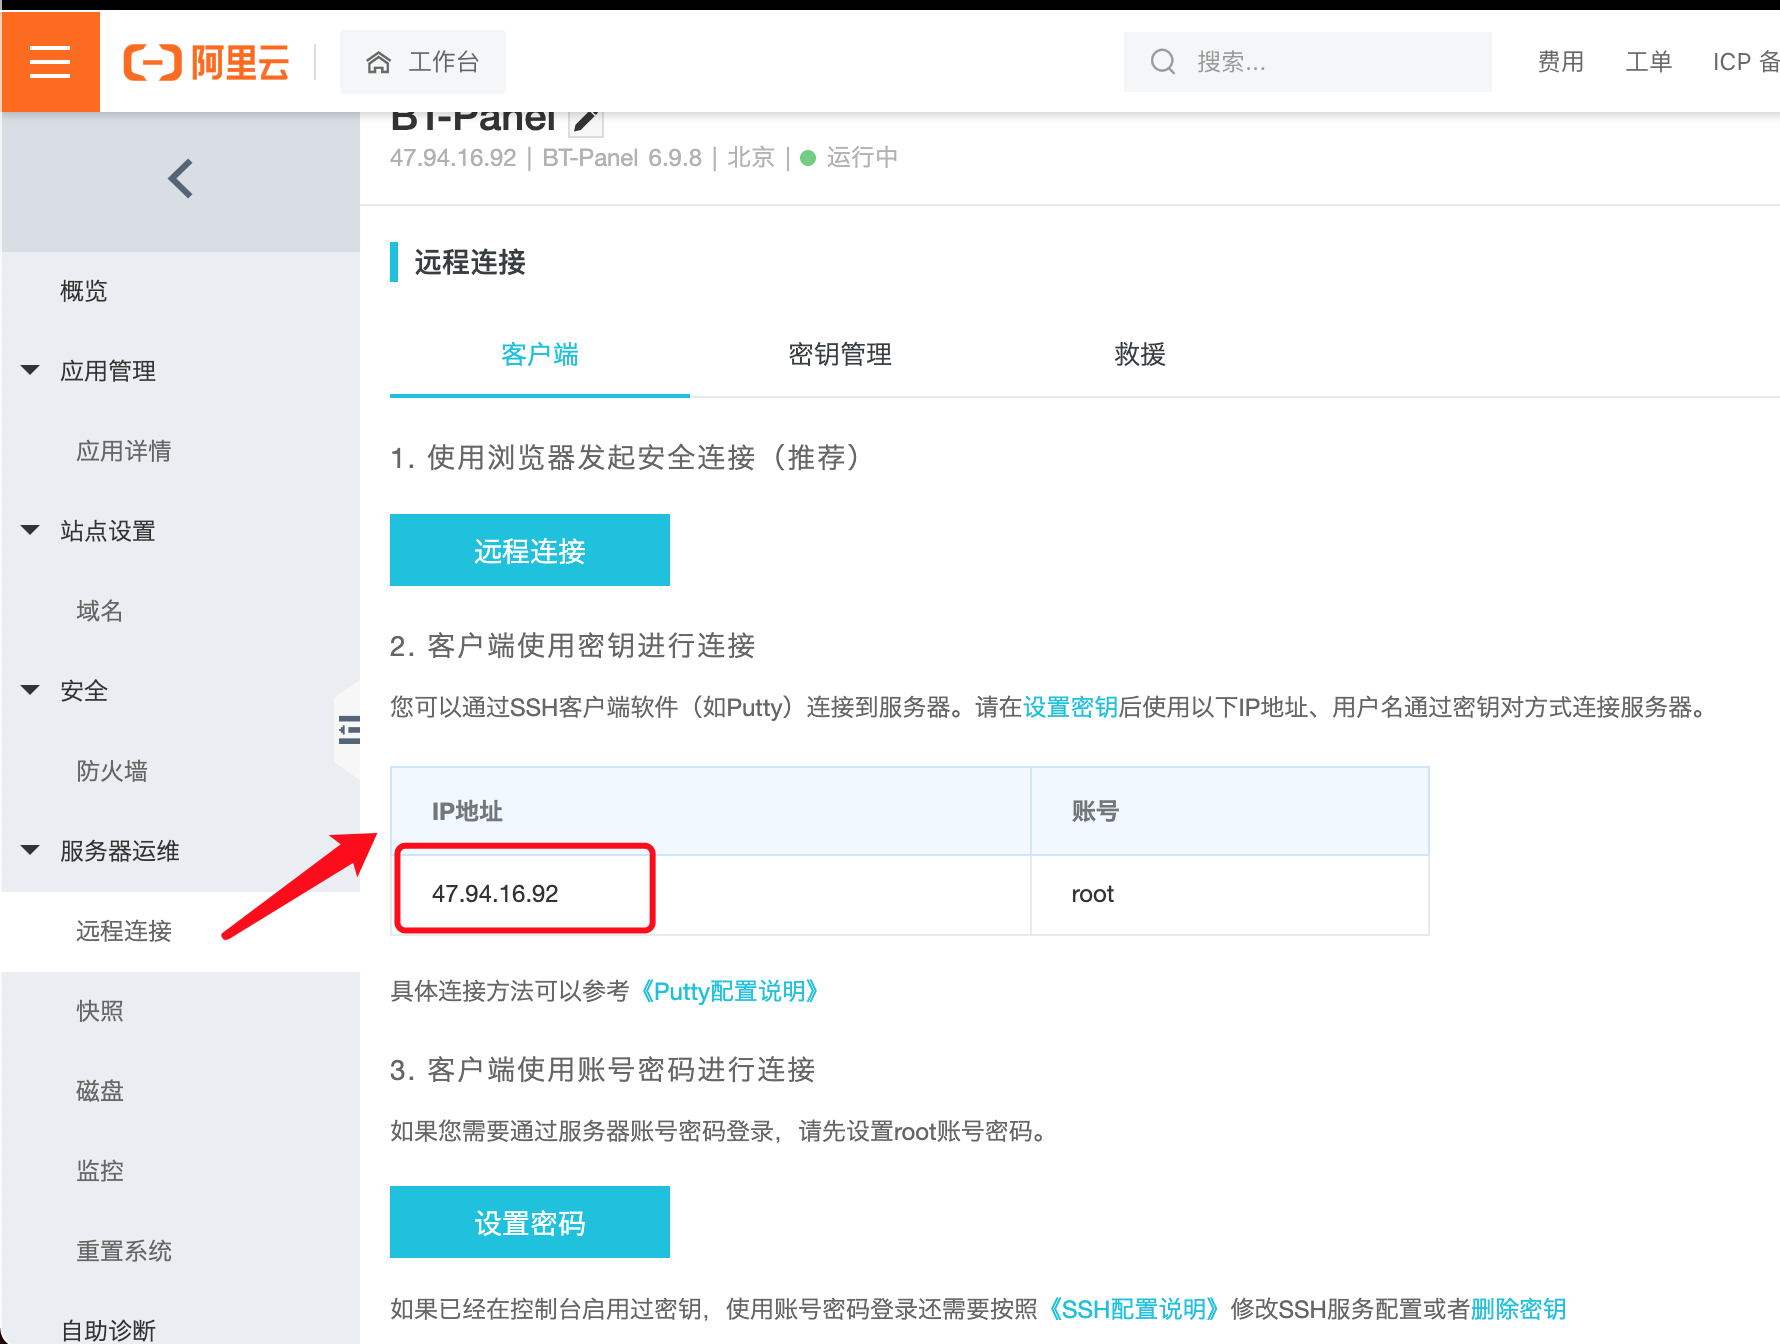 阿里云
工作台
搜索...
费用
工单
ICP 备
BT-Panel
47.94.16.92 | BT-Panel 6.9.8 | 北京 | 运行中
概览
应用管理
应用详情
站点设置
域名
安全
防火墙
服务器运维
远程连接
快照
磁盘
监控
重置系统
自助诊断
远程连接
客户端
密钥管理
救援
1. 使用浏览器发起安全连接（推荐）
远程连接
2. 客户端使用密钥进行连接
您可以通过SSH客户端软件（如Putty）连接到服务器。请在设置密钥后使用以下IP地址、用户名通过密钥对方式连接服务器。
IP地址
账号
47.94.16.92
root
具体连接方法可以参考《Putty配置说明》
3. 客户端使用账号密码进行连接
如果您需要通过服务器账号密码登录，请先设置root账号密码。
设置密码
如果已经在控制台启用过密钥，使用账号密码登录还需要按照《SSH配置说明》修改SSH服务配置或者删除密钥